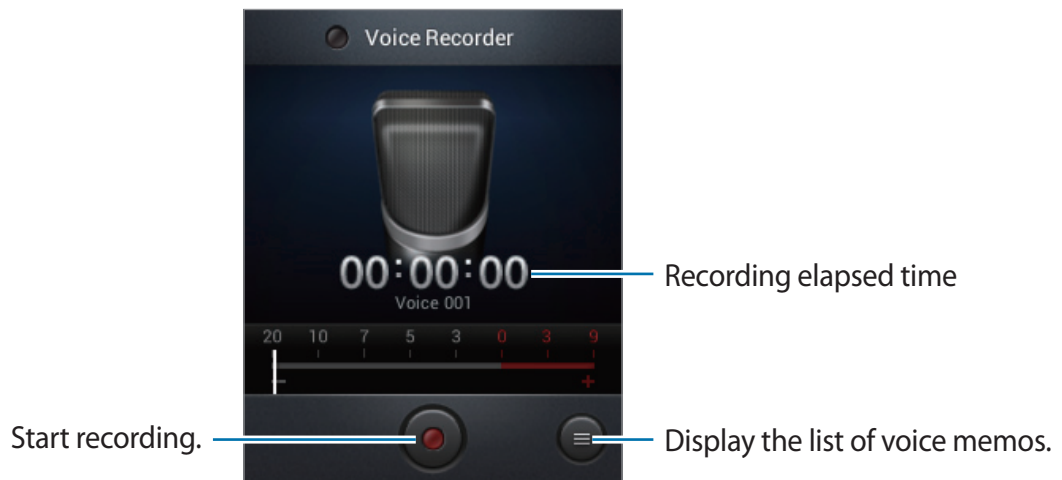 Voice Recorder
00:00:00
Recording elapsed time
Voice 001
20 10 7 5 3 0 3 9
- +
Start recording.
Display the list of voice memos.